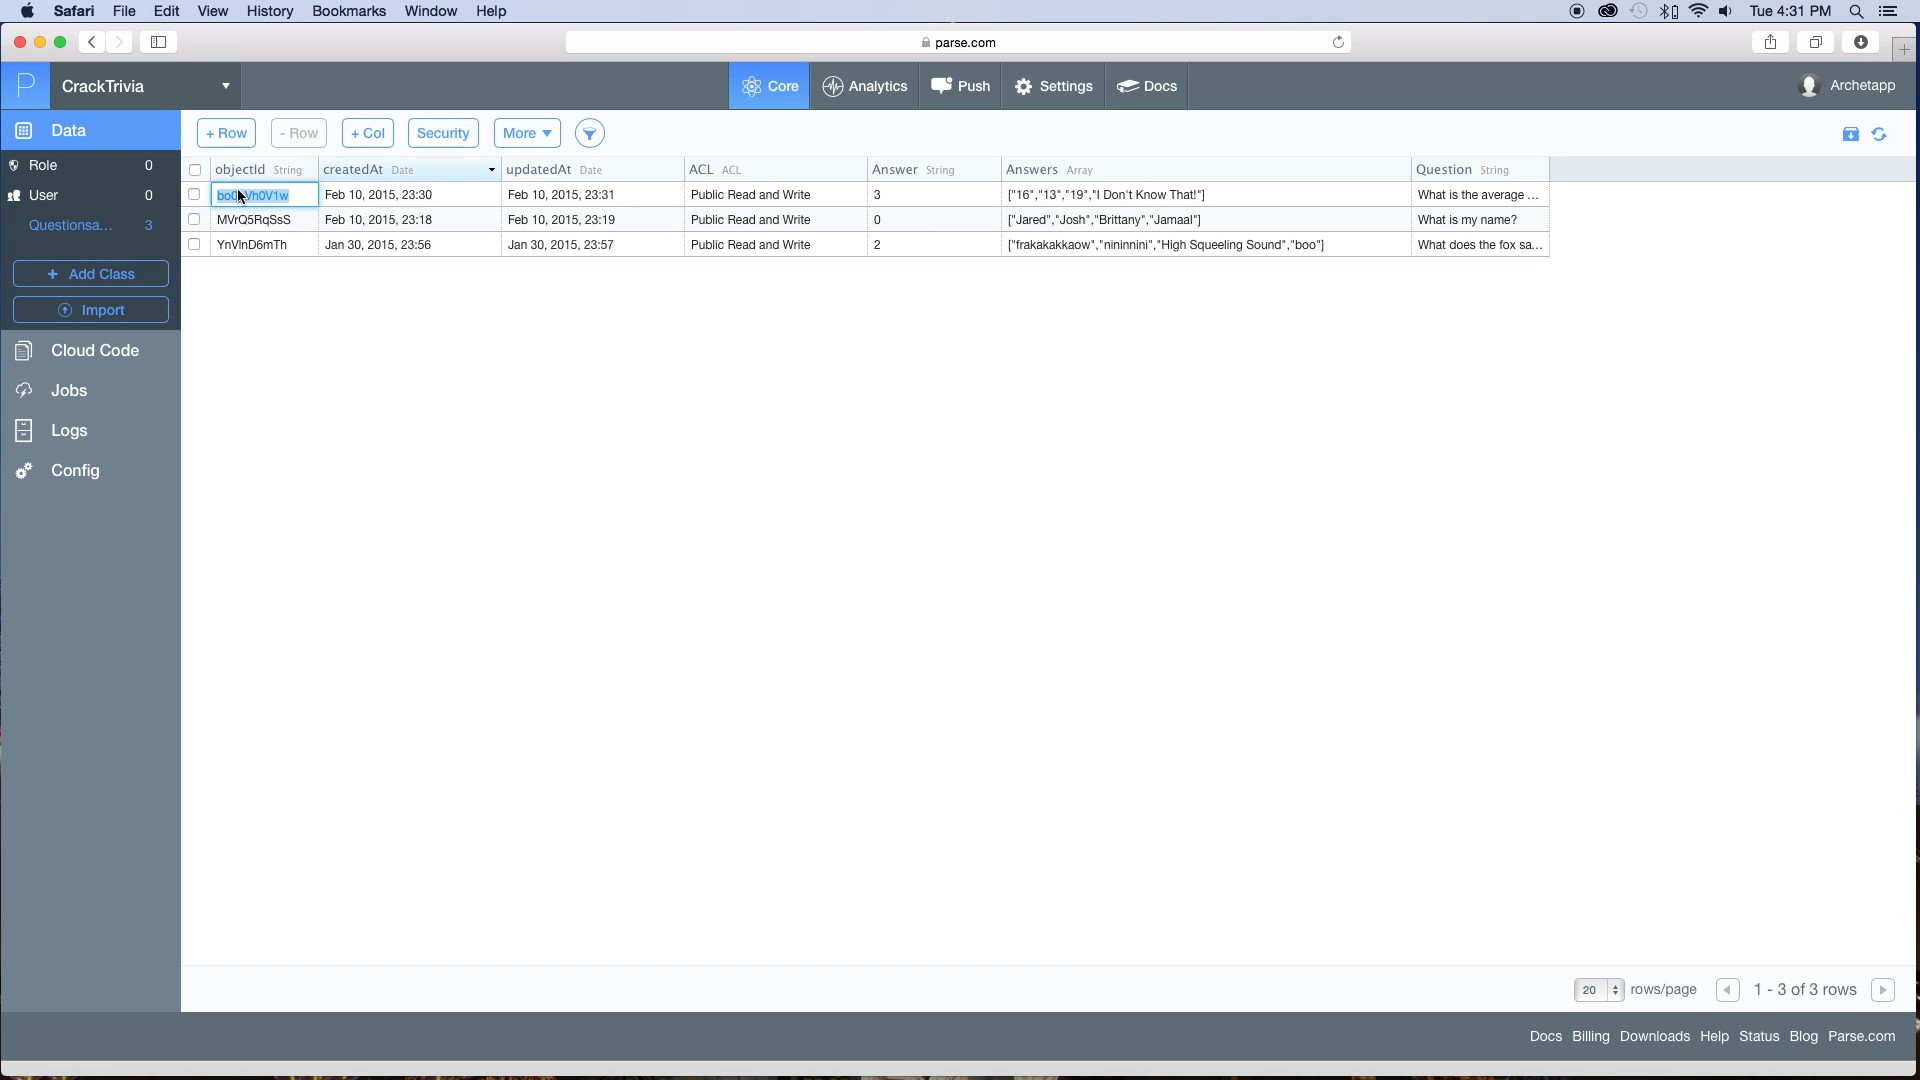 Safari File Edit View History Bookmarks Window Help Tue 4:31 PM
parse.com
P CrackTrivia Core Analytics Push Settings Docs Archetapp
Data + Row - Row + Col Security More
objectId String createdAt Date updatedAt Date ACL ACL Answer String Answers Array Question String
Role 0
Feb 10, 2015, 23:30 Feb 10, 2015, 23:31 Public Read and Write 3 ["16","13","19","I Don't Know That!"] What is the average ...
User 0
MVrQ5RqSsS Feb 10, 2015, 23:18 Feb 10, 2015, 23:19 Public Read and Write 0 ["Jared","Josh","Brittany","Jamaal"] What is my name?
Questionsa... 3
YnVlnD6mTh Jan 30, 2015, 23:56 Jan 30, 2015, 23:57 Public Read and Write 2 ["frakakakkaow","nininnini","High Squeeling Sound","boo"] What does the fox sa...
+ Add Class
Import
Cloud Code
Jobs
Logs
Config
20 rows/page 1 - 3 of 3 rows
Docs Billing Downloads Help Status Blog Parse.com